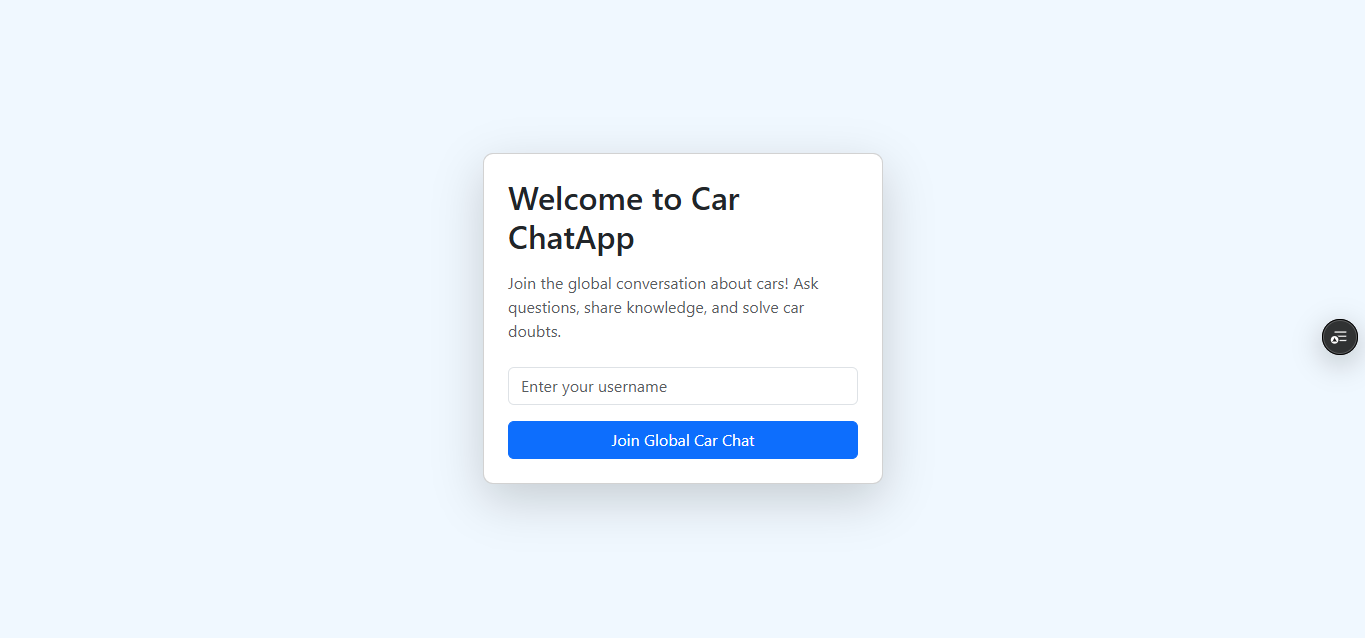 Welcome to Car
ChatApp
Join the global conversation about cars! Ask
questions, share knowledge, and solve car
doubts.
Enter your username
Join Global Car Chat